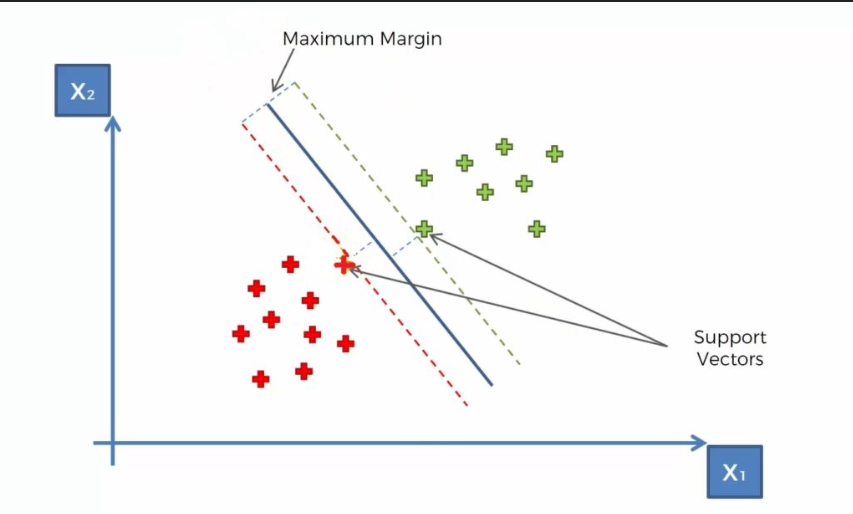 Maximum Margin
X2
Support
Vectors
X1